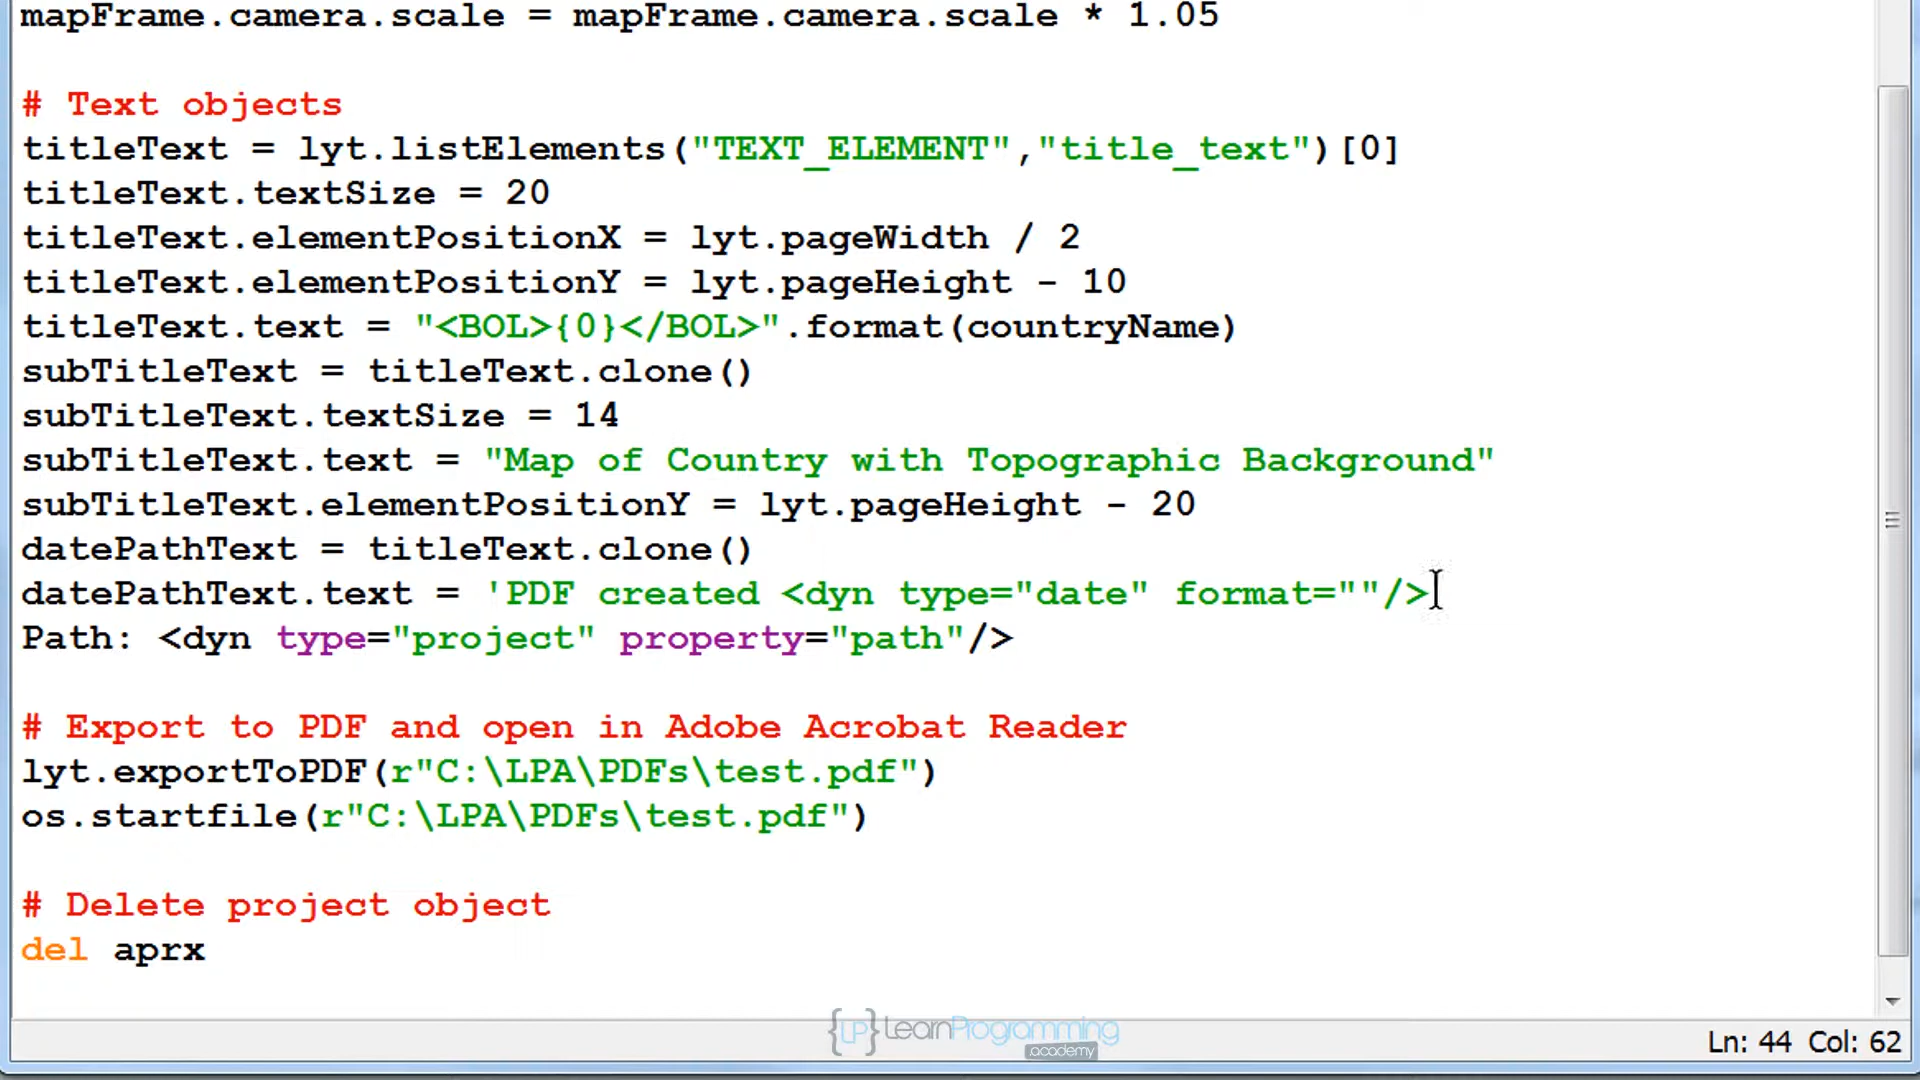 mapFrame.camera.scale = mapFrame.camera.scale * 1.05
# Text objects
titleText = lyt.listElements("TEXT_ELEMENT","title_text")[0]
titleText.textSize = 20
titleText.elementPositionX = lyt.pageWidth / 2
titleText.elementPositionY = lyt.pageHeight - 10
titleText.text = "<BOL>{0}</BOL>".format(countryName)
subTitleText = titleText.clone()
subTitleText.textSize = 14
subTitleText.text = "Map of Country with Topographic Background"
subTitleText.elementPositionY = lyt.pageHeight - 20
datePathText = titleText.clone()
datePathText.text = 'PDF created <dyn type="date" format=""/>
Path: <dyn type="project" property="path"/>
# Export to PDF and open in Adobe Acrobat Reader
lyt.exportToPDF(r"C:\LPA\PDFs\test.pdf")
os.startfile(r"C:\LPA\PDFs\test.pdf")
# Delete project object
del aprx
{LP} LearnProgramming
.academy
Ln: 44 Col: 62